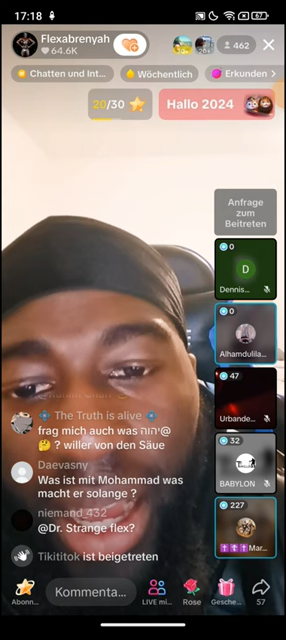 17:18
67
Flexabrenyah
64.6K
20+
462
Chatten und Int...
Wöchentlich
Erkunden
20/30
Hallo 2024
Anfrage
zum
Beitreten
0
D
Dennis...
0
Alhamdulila...
47
Urbande...
32
BABYLON
227
Mar...
The Truth is alive
frag mich auch was יהוה@
? willer von den Säue
Daevasny
Was ist mit Mohammad was
macht er solange ?
niemand_432
@Dr. Strange flex?
Tikititok ist beigetreten
Abonn...
Kommenta...
LIVE mi...
Rose
Gesche...
57